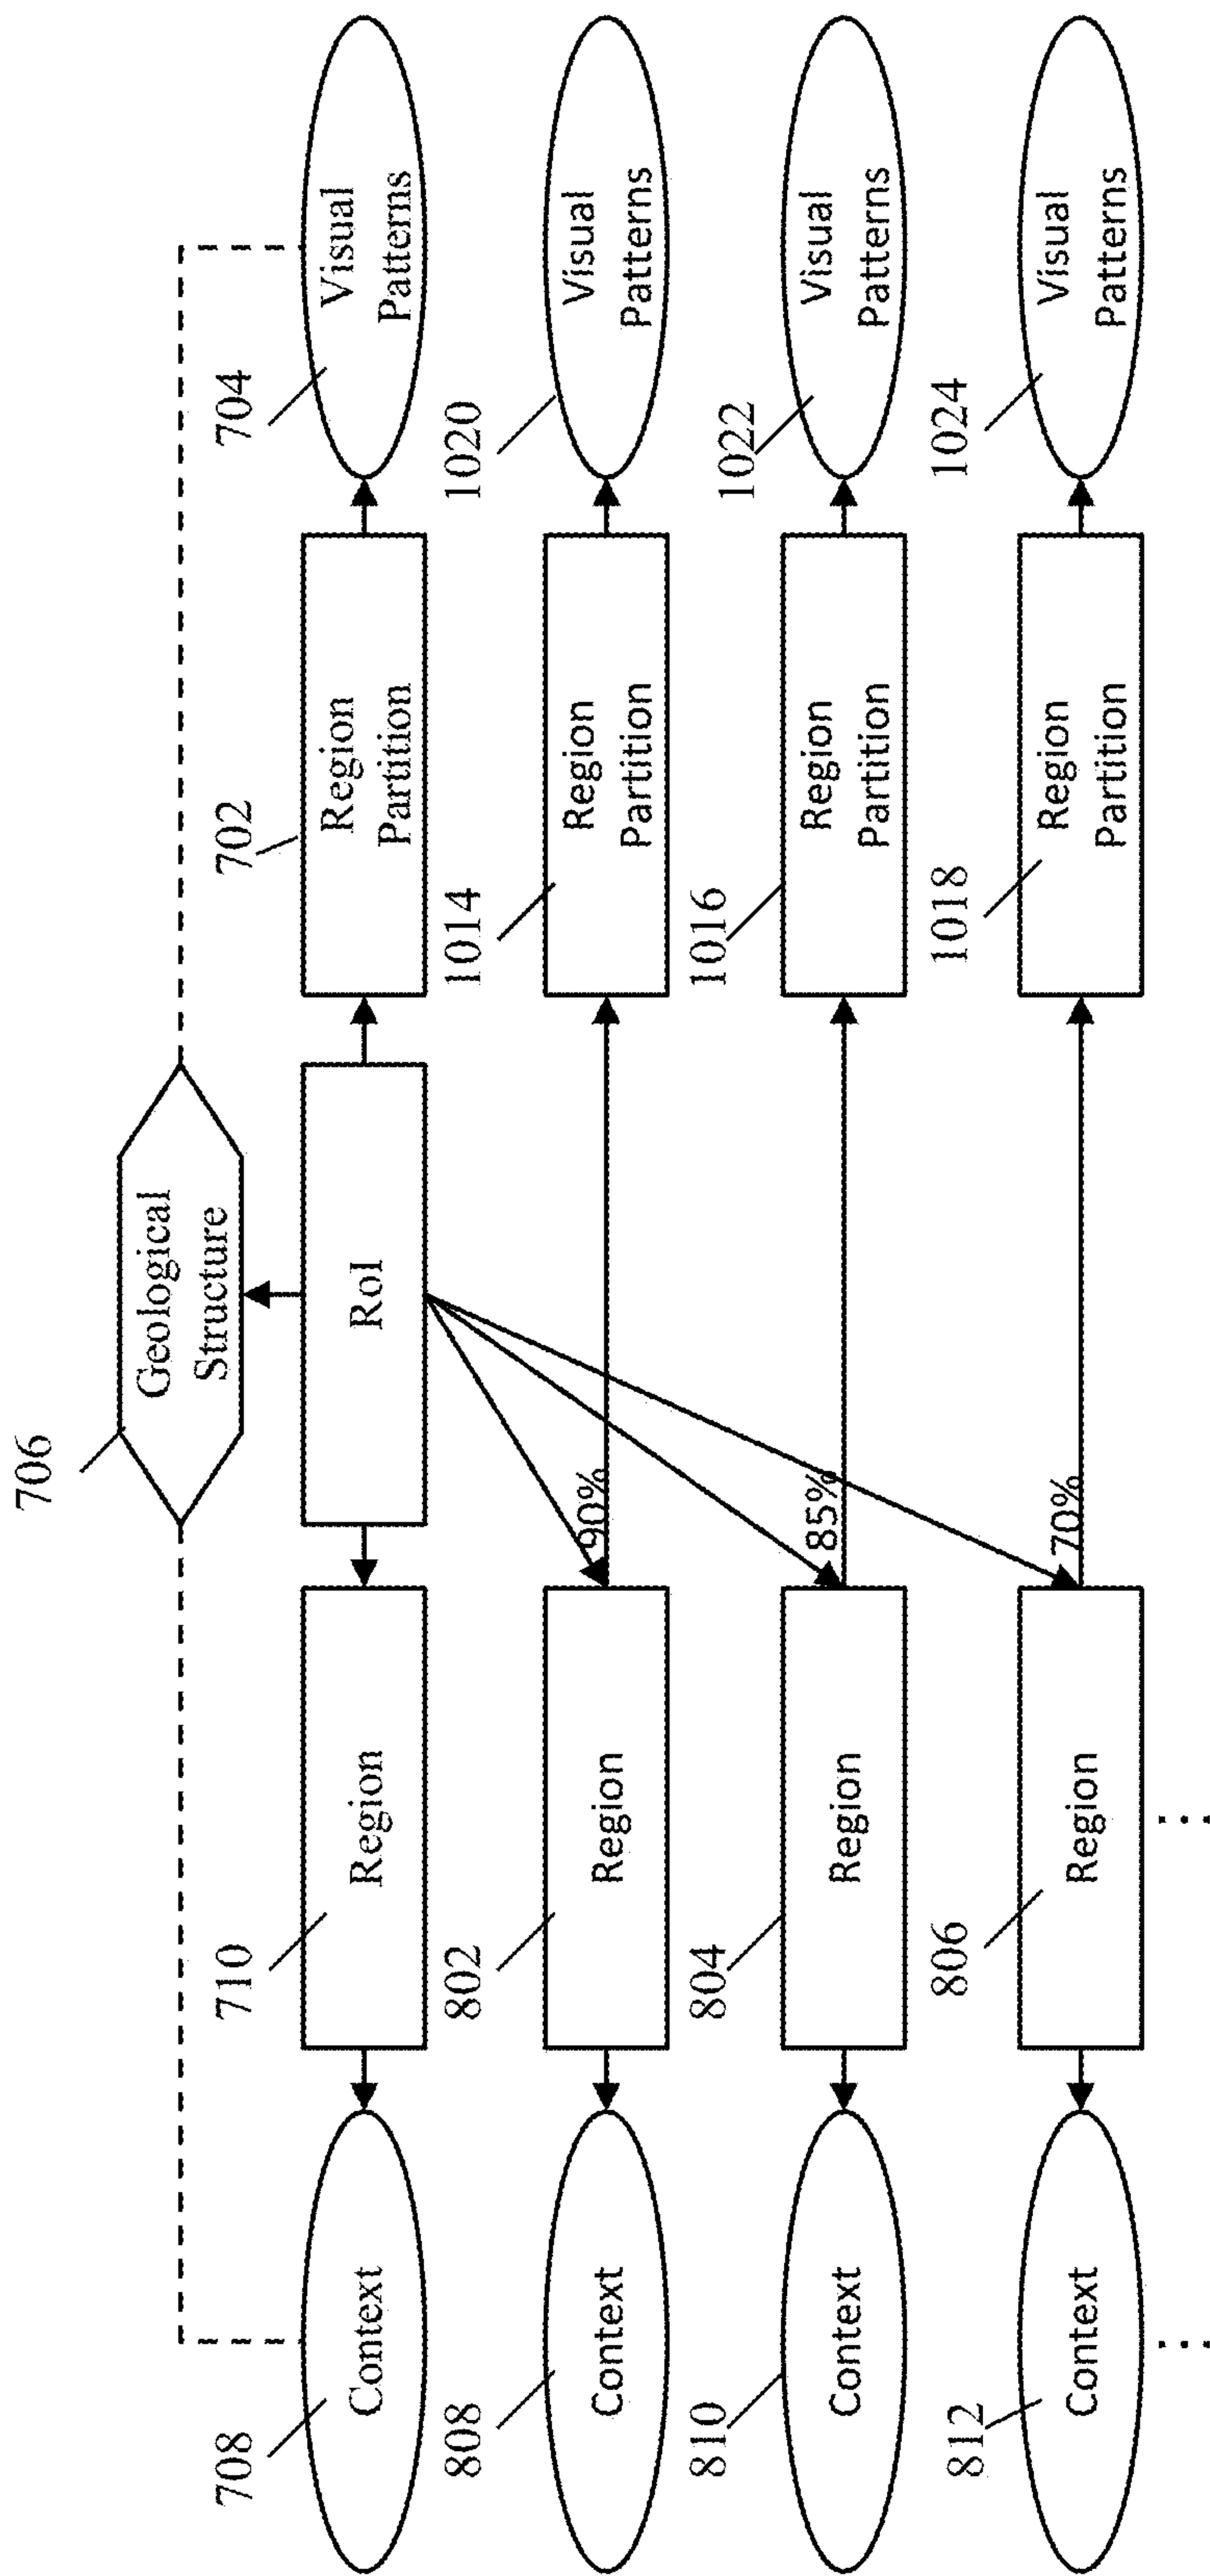 706
Geological
Structure
708
710
702
704
Context
Region
RoI
Region
Partition
Visual
Patterns
808
802
1014
1020
Context
Region
90%
Region
Partition
Visual
Patterns
810
804
1016
1022
Context
Region
85%
Region
Partition
Visual
Patterns
812
806
1018
1024
Context
Region
70%
Region
Partition
Visual
Patterns